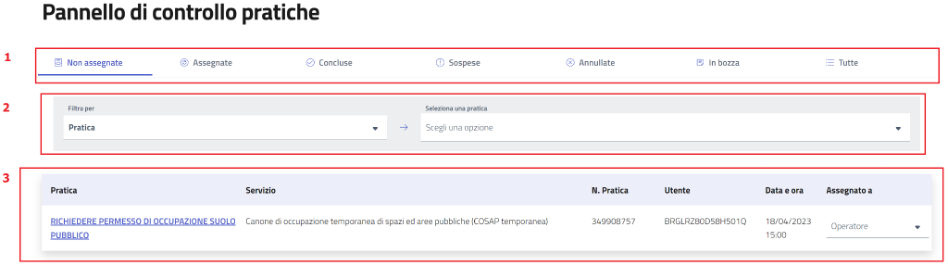 Pannello di controllo pratiche
1
Non assegnate Assegnate Concluse Sospese Annullate In bozza Tutte
2
Filtra per Seleziona una pratica
Pratica → Scegli una opzione
3
Pratica Servizio N. Pratica Utente Data e ora Assegnato a
RICHIEDERE PERMESSO DI OCCUPAZIONE SUOLO Canone di occupazione temporanea di spazi ed aree pubbliche (COSAP temporanea) 349908757 BRGLRZ80D58H501Q 18/04/2023 Operatore
PUBBLICO 15:00